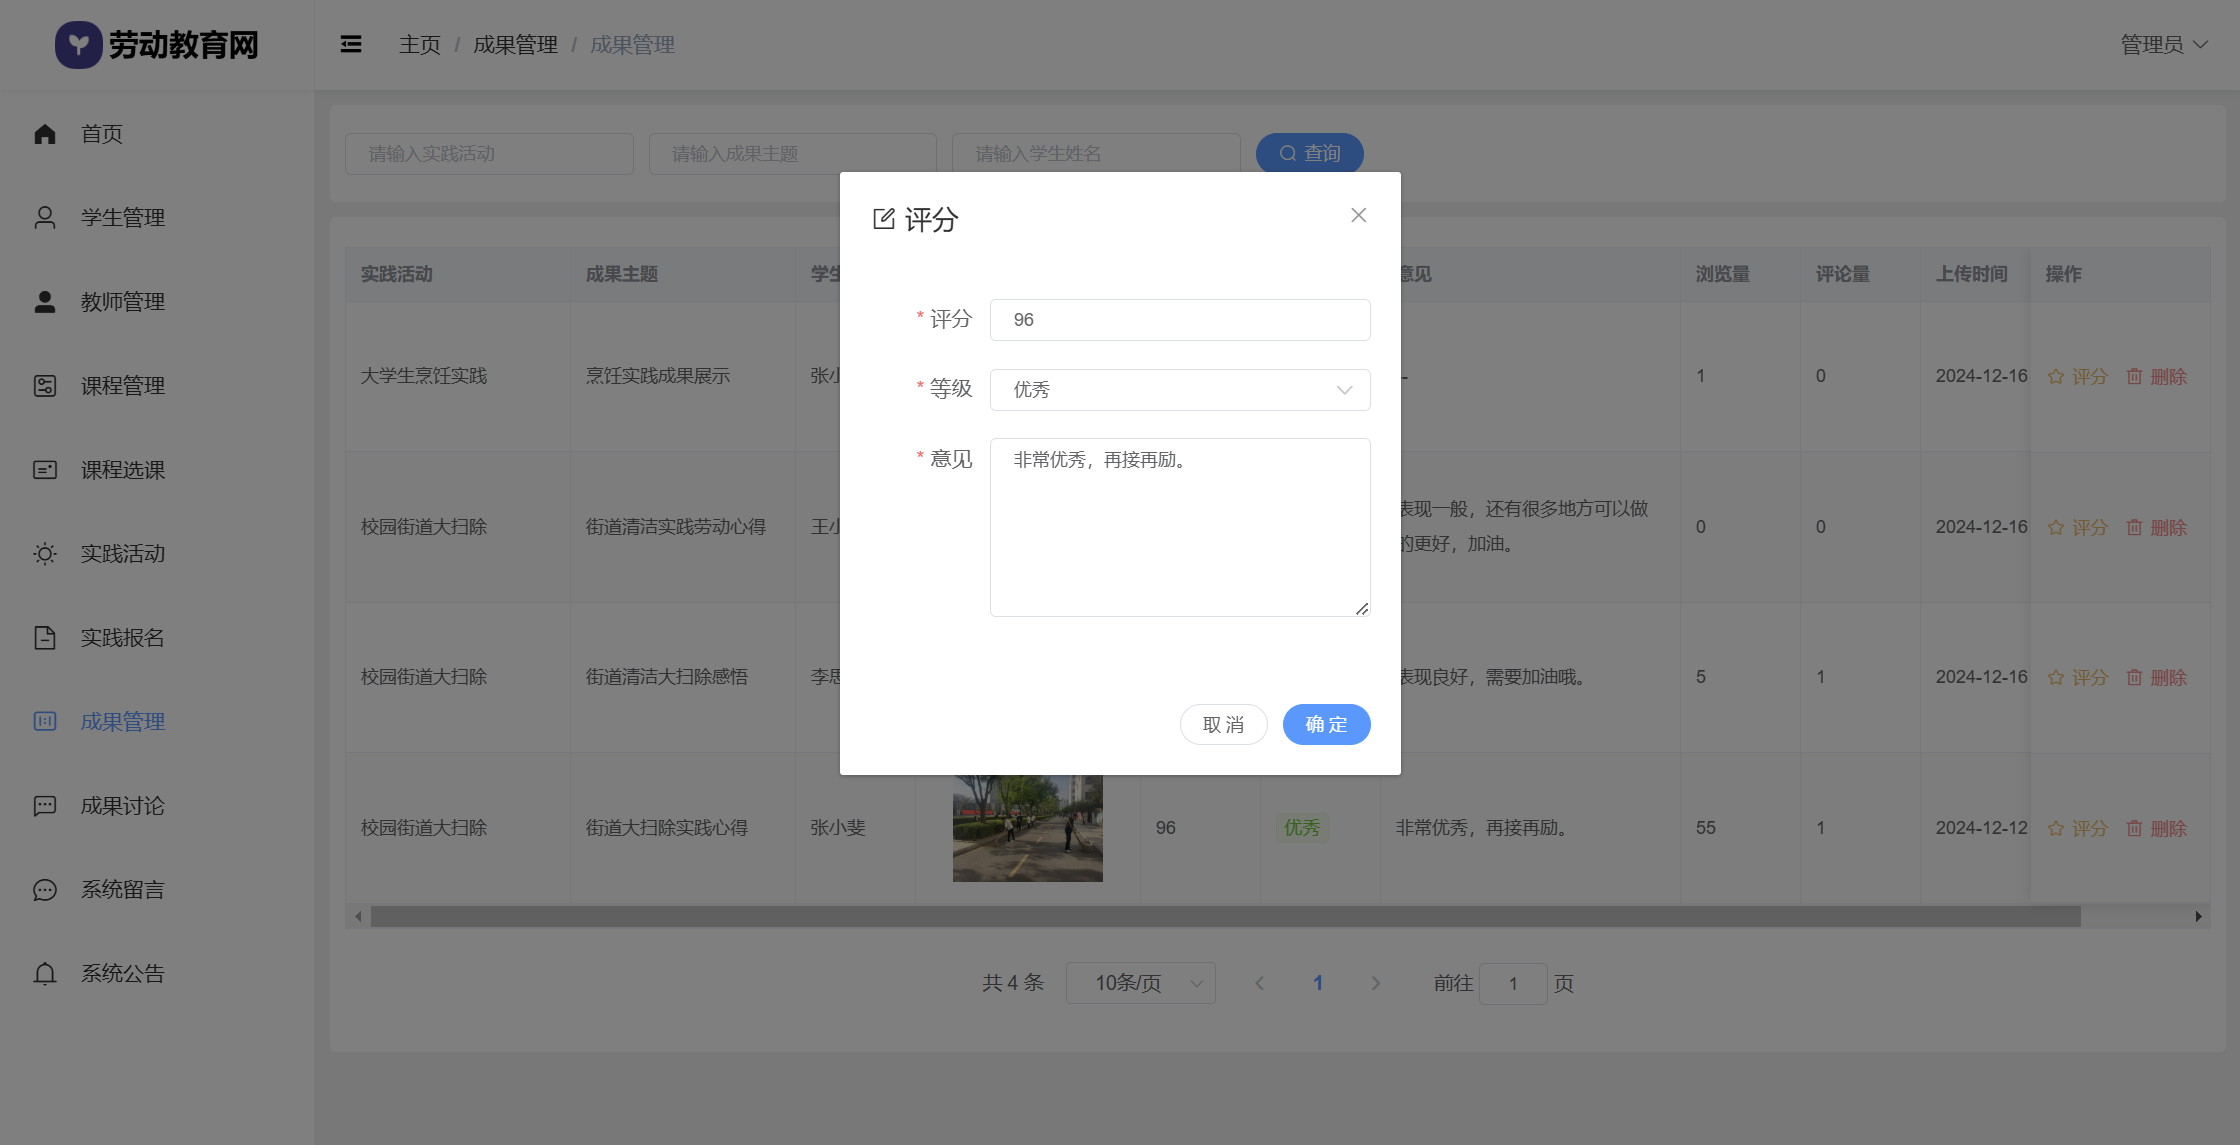 劳动教育网
主页 / 成果管理 / 成果管理
管理员
首页
学生管理
教师管理
课程管理
课程选课
实践活动
实践报名
成果管理
成果讨论
系统留言
系统公告
请输入实践活动 请输入成果主题 请输入学生姓名 查询
实践活动 成果主题 学生 意见 浏览量 评论量 上传时间 操作
大学生烹饪实践 烹饪实践成果展示 张小 - 1 0 2024-12-16 评分 删除
校园街道大扫除 街道清洁实践劳动心得 王小 表现一般，还有很多地方可以做 0 0 2024-12-16 评分 删除
的更好，加油。
校园街道大扫除 街道清洁大扫除感悟 李思 表现良好，需要加油哦。 5 1 2024-12-16 评分 删除
校园街道大扫除 街道大扫除实践心得 张小斐 96 优秀 非常优秀，再接再励。 55 1 2024-12-12 评分 删除
共 4 条 10条/页 1 前往 1 页
评分
* 评分 96
* 等级 优秀
* 意见 非常优秀，再接再励。
取 消 确 定